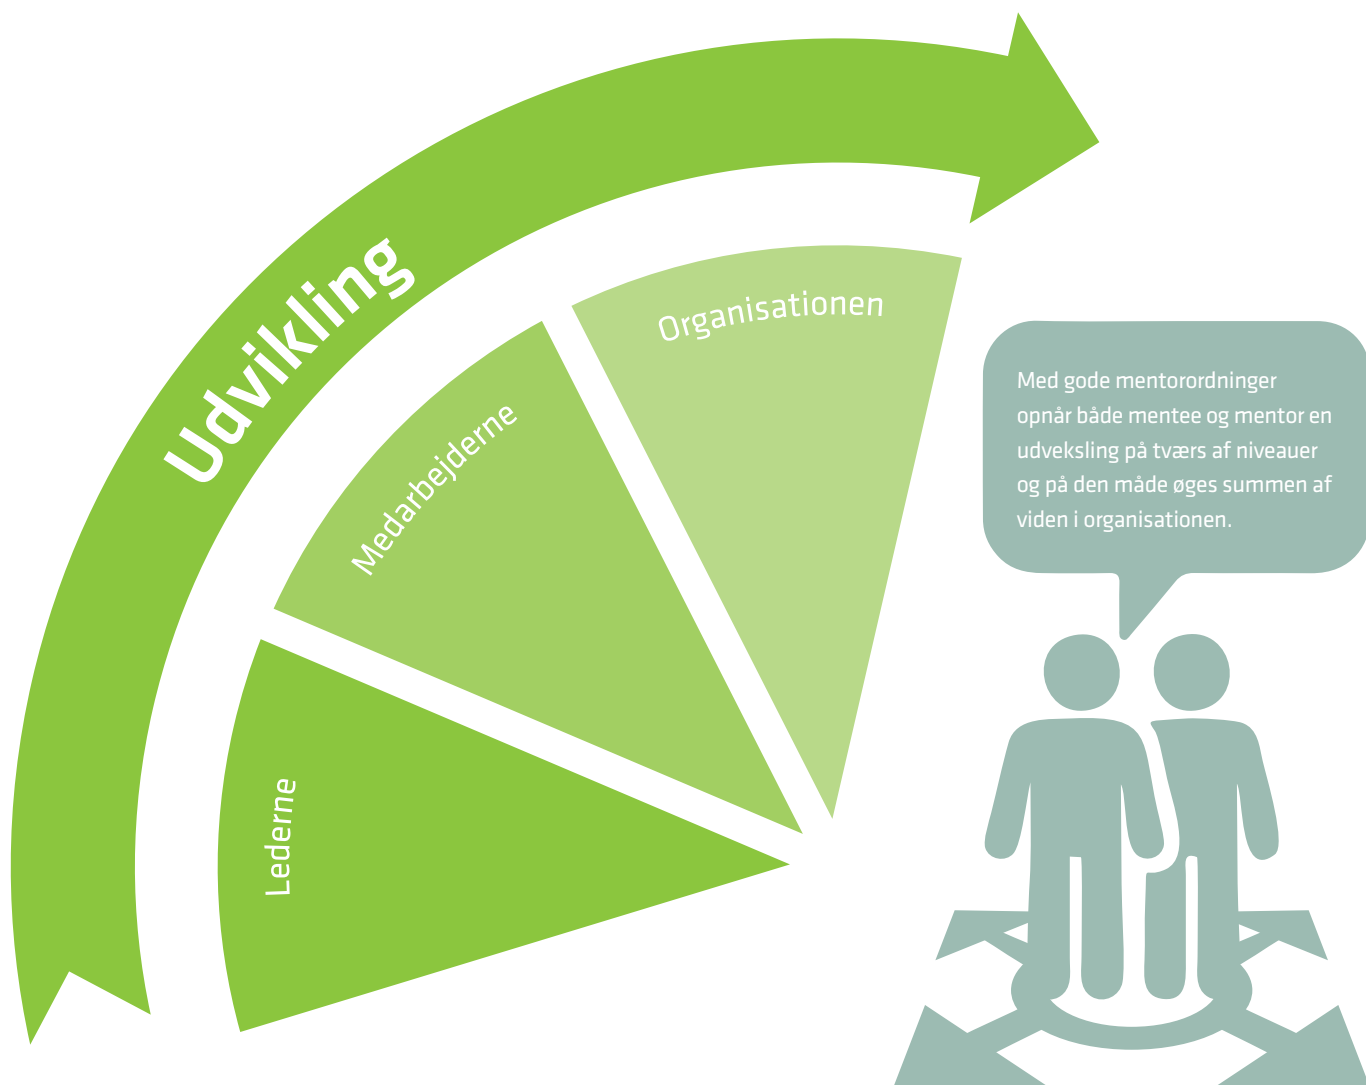 Udvikling
Organisationen
Medarbejderne
Lederne
Med gode mentorordninger
opnår både mentee og mentor en
udveksling på tværs af niveauer
og på den måde øges summen af
viden i organisationen.